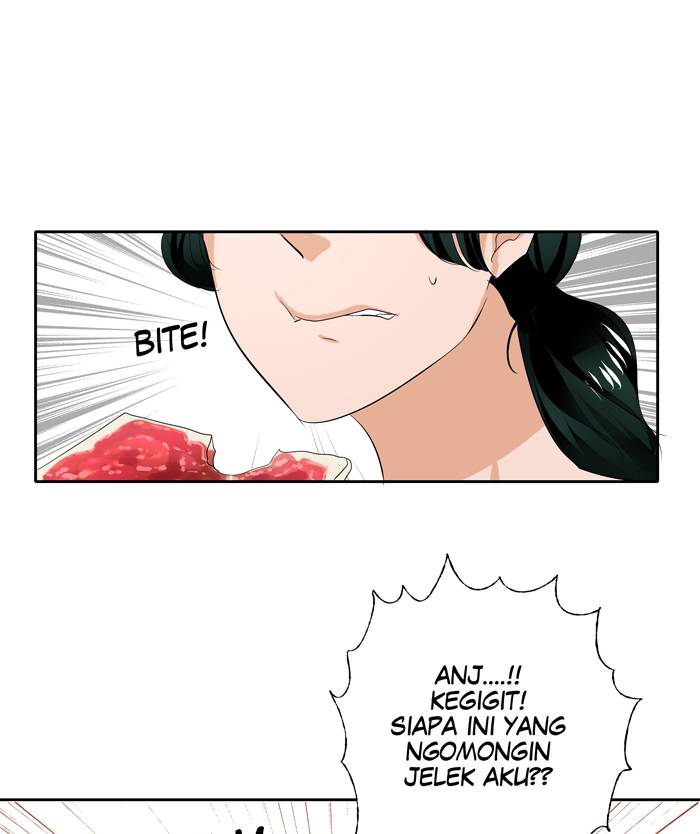 BITE!
ANJ....!!
KEGIGIT!
SIAPA INI YANG
NGOMONGIN
JELEK AKU??